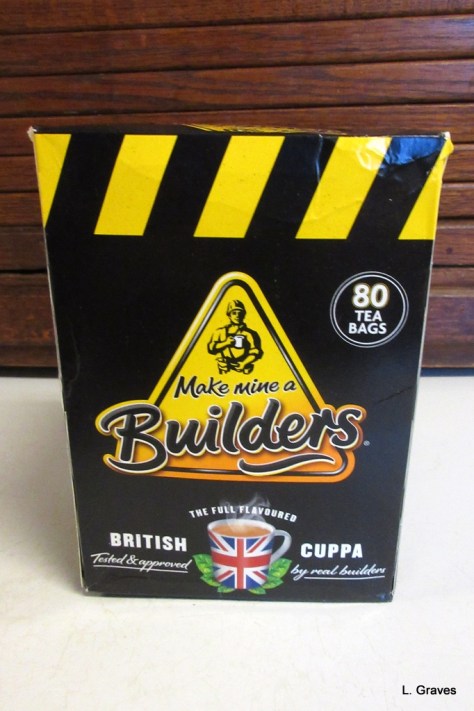 80
TEA
BAGS
Make mine a
Builders®
THE FULL FLAVOURED
BRITISH CUPPA
Tested & approved by real builders
L. Graves